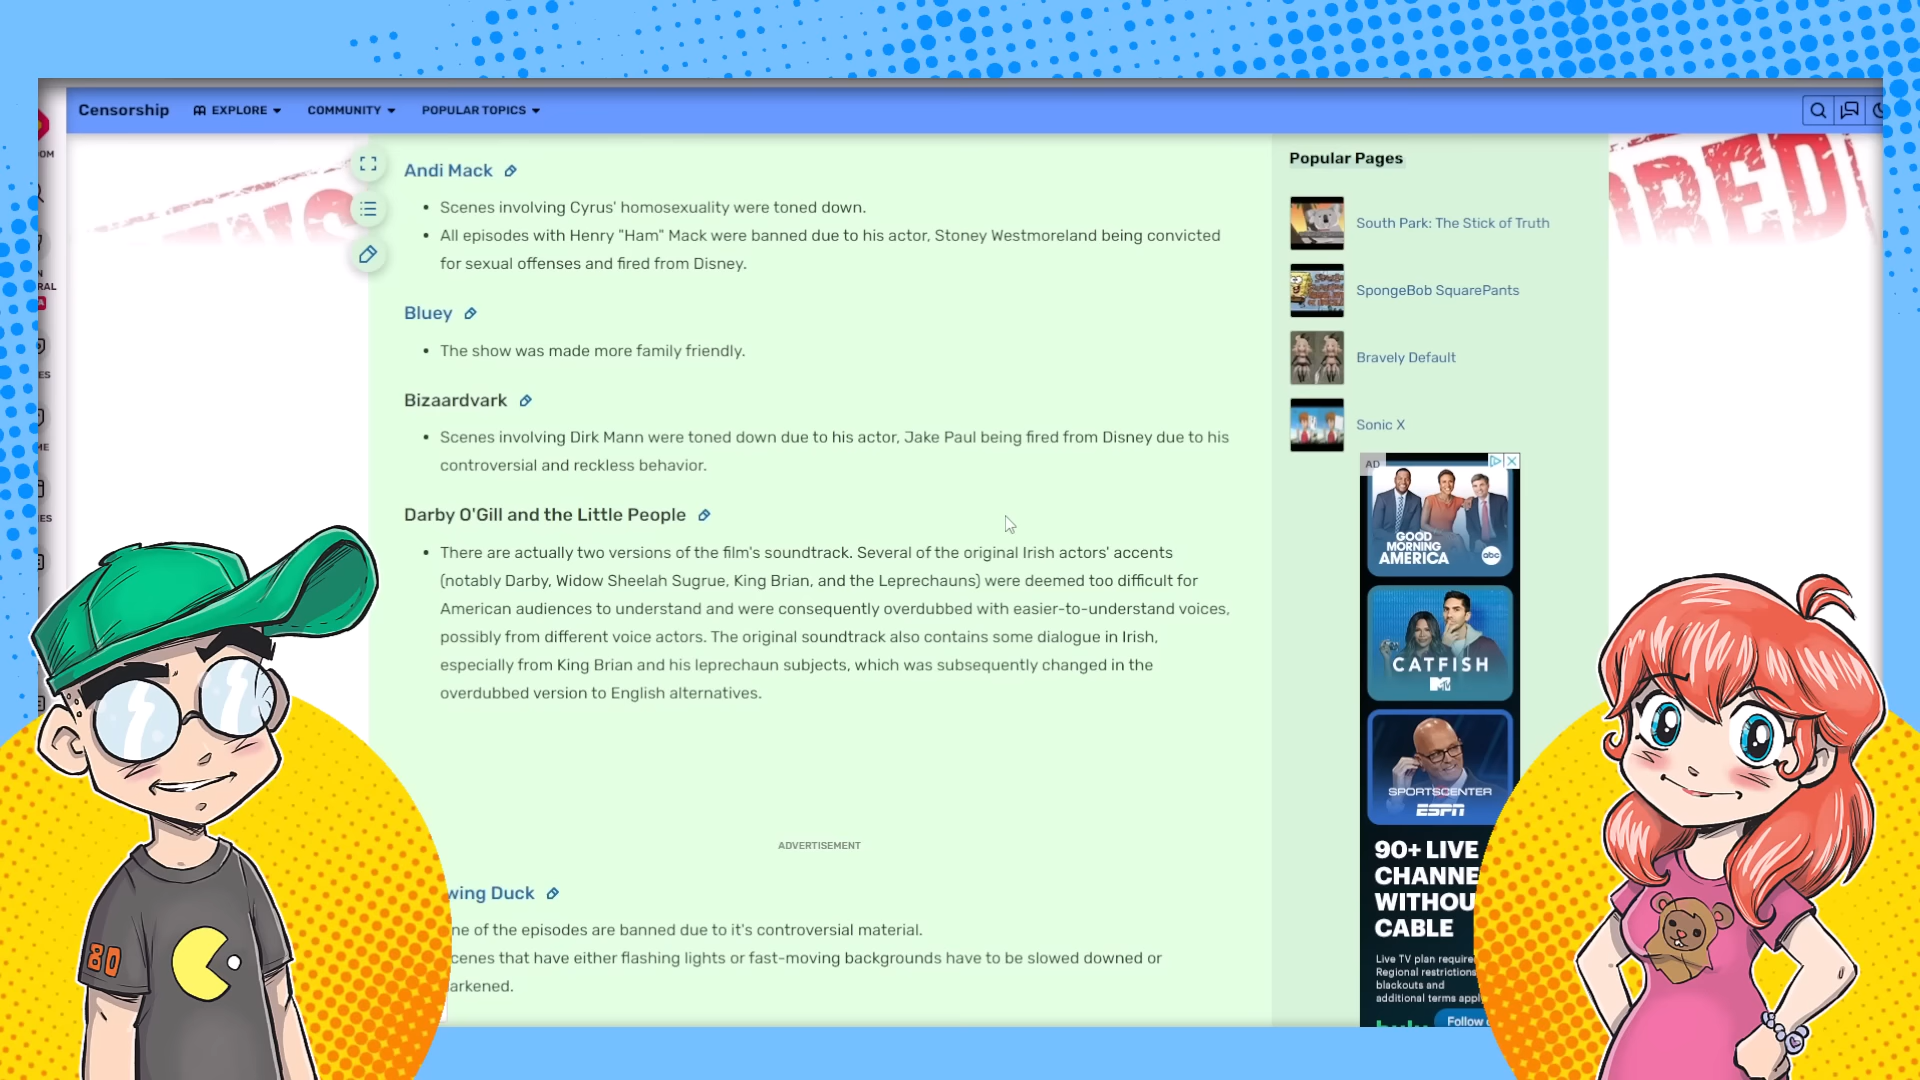 Censorship
EXPLORE
COMMUNITY
POPULAR TOPICS
Andi Mack
Scenes involving Cyrus' homosexuality were toned down.
All episodes with Henry "Ham" Mack were banned due to his actor, Stoney Westmoreland being convicted
for sexual offenses and fired from Disney.
Bluey
The show was made more family friendly.
Bizaardvark
Scenes involving Dirk Mann were toned down due to his actor, Jake Paul being fired from Disney due to his
controversial and reckless behavior.
Darby O'Gill and the Little People
There are actually two versions of the film's soundtrack. Several of the original Irish actors' accents
(notably Darby, Widow Sheelah Sugrue, King Brian, and the Leprechauns) were deemed too difficult for
American audiences to understand and were consequently overdubbed with easier-to-understand voices,
possibly from different voice actors. The original soundtrack also contains some dialogue in Irish,
especially from King Brian and his leprechaun subjects, which was subsequently changed in the
overdubbed version to English alternatives.
ADVERTISEMENT
wing Duck
ne of the episodes are banned due to it's controversial material.
cenes that have either flashing lights or fast-moving backgrounds have to be slowed downed or
arkened.
Popular Pages
South Park: The Stick of Truth
SpongeBob SquarePants
Bravely Default
Sonic X
AD
GOOD
MORNING
AMERICA
abc
CATFISH
SPORTSCENTER
ESPN
90+ LIVE
CHANNE
WITHOU
CABLE
Live TV plan require
Regional restrictions
blackouts and
additional terms appl
Follow
RED
80